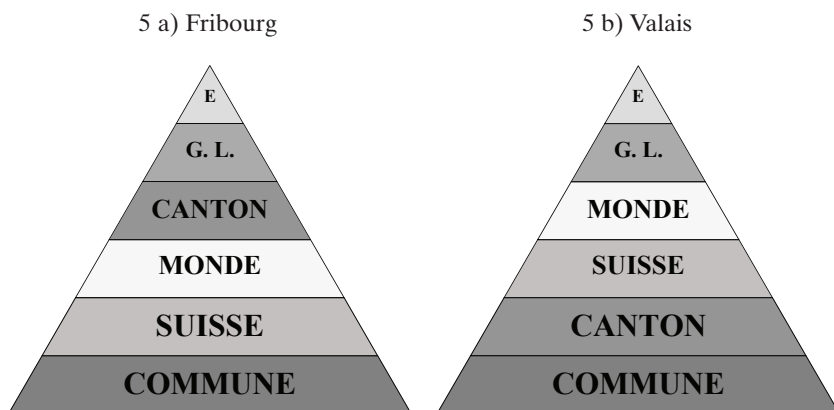 5 a) Fribourg
E
G. L.
CANTON
MONDE
SUISSE
COMMUNE
5 b) Valais
E
G. L.
MONDE
SUISSE
CANTON
COMMUNE